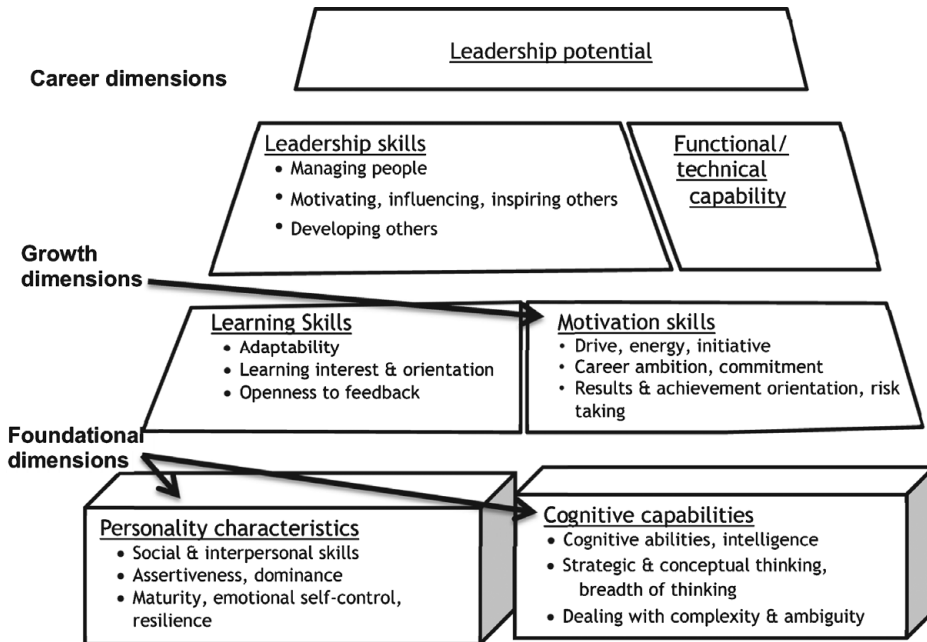 Leadership potential
Career dimensions
Leadership skills
• Managing people
• Motivating, influencing, inspiring others
• Developing others
Functional/
technical
capability
Growth
dimensions
Learning Skills
• Adaptability
• Learning interest & orientation
• Openness to feedback
Motivation skills
• Drive, energy, initiative
• Career ambition, commitment
• Results & achievement orientation, risk
taking
Foundational
dimensions
Personality characteristics
• Social & interpersonal skills
• Assertiveness, dominance
• Maturity, emotional self-control,
resilience
Cognitive capabilities
• Cognitive abilities, intelligence
• Strategic & conceptual thinking,
breadth of thinking
• Dealing with complexity & ambiguity